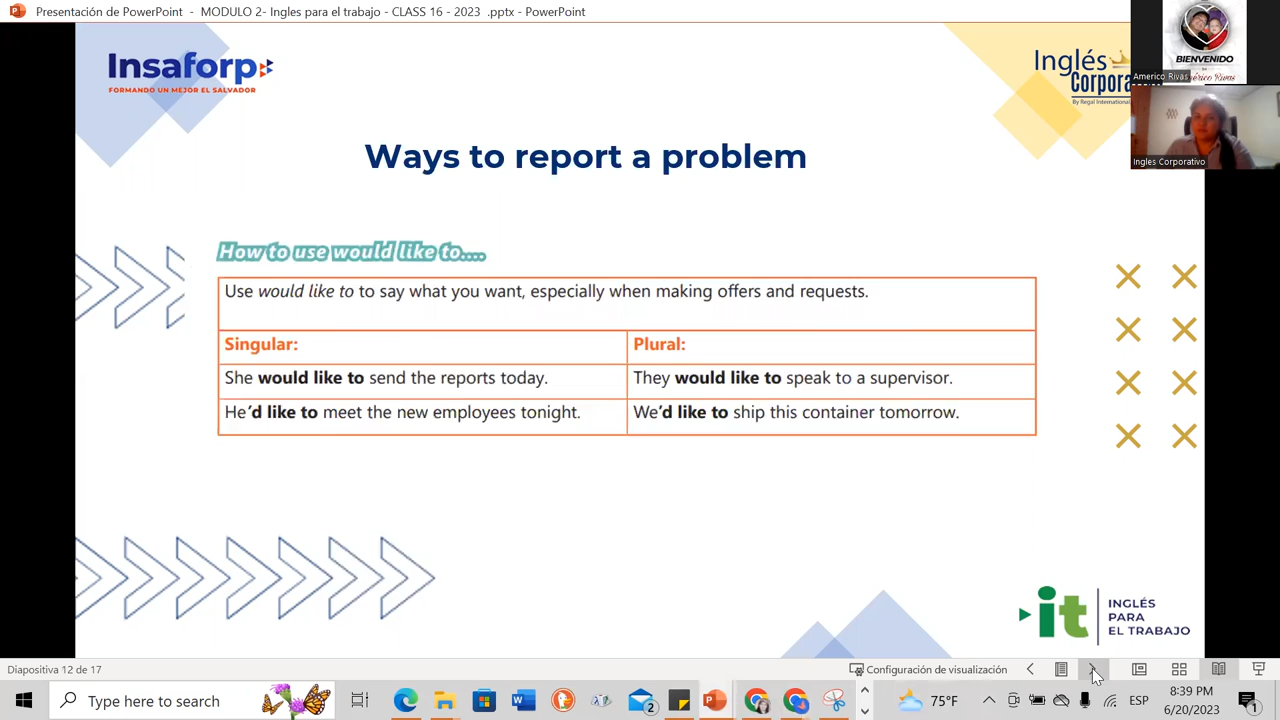 Presentación de PowerPoint - MODULO 2- Ingles para el trabajo - CLASS 16 - 2023 .pptx - PowerPoint
Insaforp
FORMANDO UN MEJOR EL SALVADOR
Inglés
By Regal International
BIENVENIDO
Americo Rivas
Ingles Corporativo
Ways to report a problem
How to use would like to....
Use would like to to say what you want, especially when making offers and requests.
Singular:
Plural:
She would like to send the reports today.
They would like to speak to a supervisor.
He'd like to meet the new employees tonight.
We'd like to ship this container tomorrow.
it
INGLÉS
PARA
EL TRABAJO
Diapositiva 12 de 17
Configuración de visualización
Type here to search
2
75°F
ESP
8:39 PM
6/20/2023
1